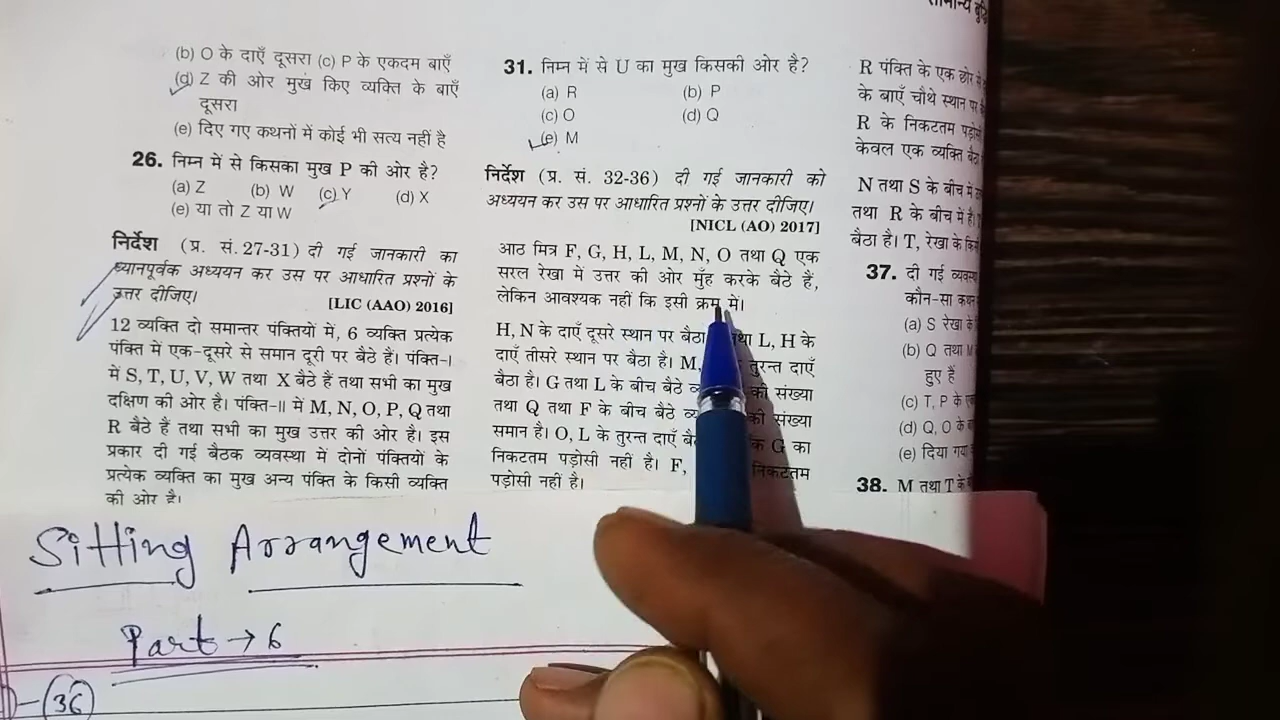 सामान्य बुद्धि
(b) O के दाएँ दूसरा (c) P के एकदम बाएँ
(d) Z की ओर मुख किए व्यक्ति के बाएँ
दूसरा
(e) दिए गए कथनों में कोई भी सत्य नहीं है
26. निम्न में से किसका मुख P की ओर है?
(a) Z (b) W (c) Y (d) X
(e) या तो Z या W
निर्देश (प्र. सं. 27-31) दी गई जानकारी का
ध्यानपूर्वक अध्ययन कर उस पर आधारित प्रश्नों के
उत्तर दीजिए। [LIC (AAO) 2016]
12 व्यक्ति दो समान्तर पंक्तियों में, 6 व्यक्ति प्रत्येक
पंक्ति में एक-दूसरे से समान दूरी पर बैठे हैं। पंक्ति-I
में S, T, U, V, W तथा X बैठे हैं तथा सभी का मुख
दक्षिण की ओर है। पंक्ति-II में M, N, O, P, Q तथा
R बैठे हैं तथा सभी का मुख उत्तर की ओर है। इस
प्रकार दी गई बैठक व्यवस्था में दोनों पंक्तियों के
प्रत्येक व्यक्ति का मुख अन्य पंक्ति के किसी व्यक्ति
की ओर है।
31. निम्न में से U का मुख किसकी ओर है?
(a) R (b) P
(c) O (d) Q
(e) M
निर्देश (प्र. सं. 32-36) दी गई जानकारी को
अध्ययन कर उस पर आधारित प्रश्नों के उत्तर दीजिए।
[NICL (AO) 2017]
आठ मित्र F, G, H, L, M, N, O तथा Q एक
सरल रेखा में उत्तर की ओर मुँह करके बैठे हैं,
लेकिन आवश्यक नहीं कि इसी क्रम में।
H, N के दाएँ दूसरे स्थान पर बैठा तथा L, H के
दाएँ तीसरे स्थान पर बैठा है। M, तुरन्त दाएँ
बैठा है। G तथा L के बीच बैठे की संख्या
तथा Q तथा F के बीच बैठे की संख्या
समान है। O, L के तुरन्त दाएँ G का
निकटतम पड़ोसी नहीं है। F, निकटतम
पड़ोसी नहीं है।
R पंक्ति के एक छोर
के बाएँ चौथे स्थान पर
R के निकटतम पड़ोसी
केवल एक व्यक्ति बैठा
N तथा S के बीच में
तथा R के बीच में है।
बैठा है। T, रेखा के
37. दी गई व्यवस्था
कौन-सा कथन
(a) S रेखा के
(b) Q तथा M
हुए हैं
(c) T, P के
(d) Q, O के
(e) दिया गया
38. M तथा T के
Sitting Arrangement
Part → 6
36